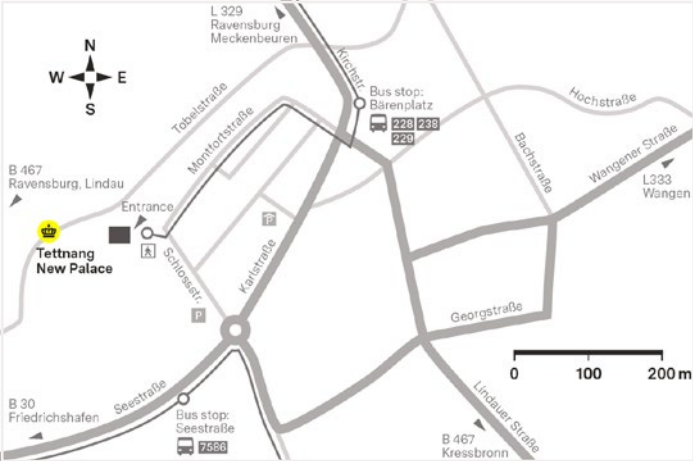 L 329
Ravensburg
Meckenbeuren
N
W E
S
Kirchstr.
Bus stop:
Bärenplatz
228 238
229
Hochstraße
Tobelstraße
Montfortstraße
Bachstraße
Wangener Straße
L333
Wangen
B 467
Ravensburg, Lindau
Entrance
Tettnang
New Palace
P
Schlossstr.
Karlstraße
P
Georgstraße
0 100 200 m
Seestraße
B 30
Friedrichshafen
Bus stop:
Seestraße
7586
Lindauer Straße
B 467
Kressbronn